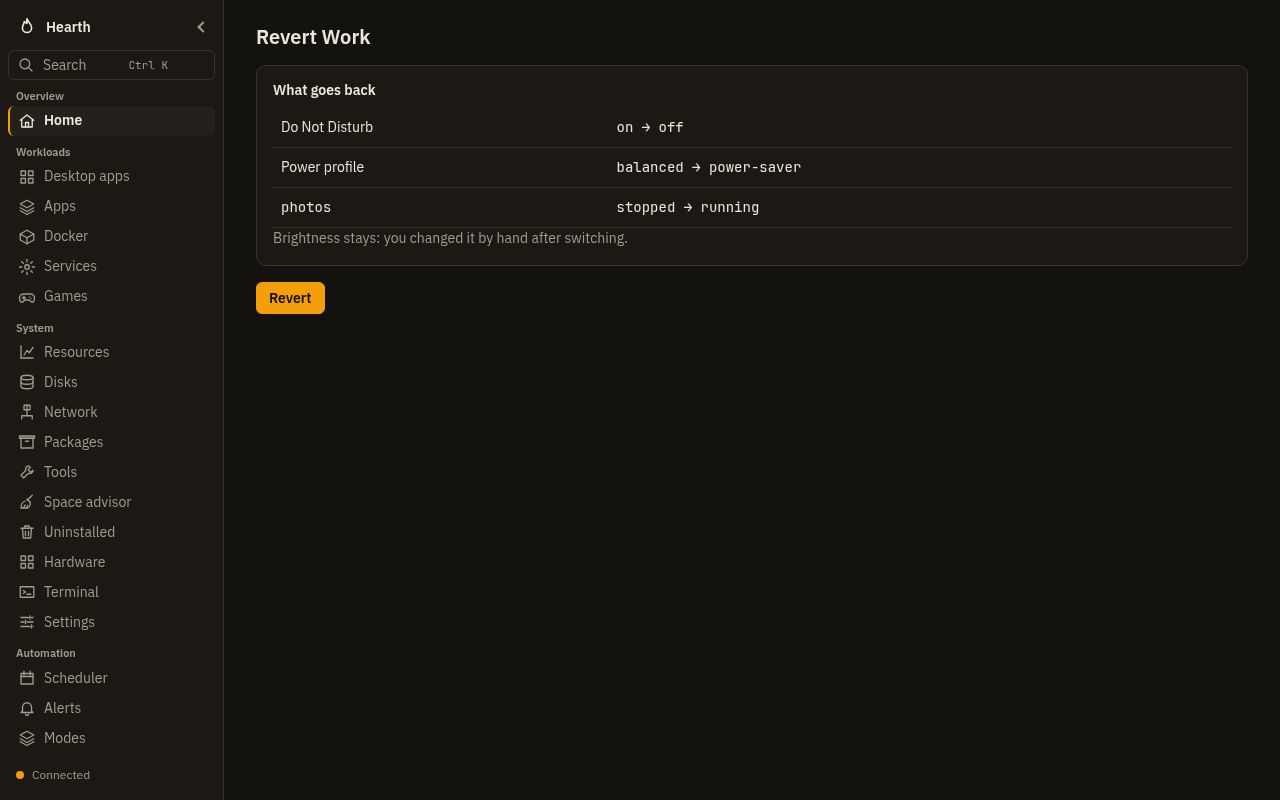 Hearth
Search Ctrl K
Overview
Home
Workloads
Desktop apps
Apps
Docker
Services
Games
System
Resources
Disks
Network
Packages
Tools
Space advisor
Uninstalled
Hardware
Terminal
Settings
Automation
Scheduler
Alerts
Modes
Connected
Revert Work
What goes back
Do Not Disturb on → off
Power profile balanced → power-saver
photos stopped → running
Brightness stays: you changed it by hand after switching.
Revert